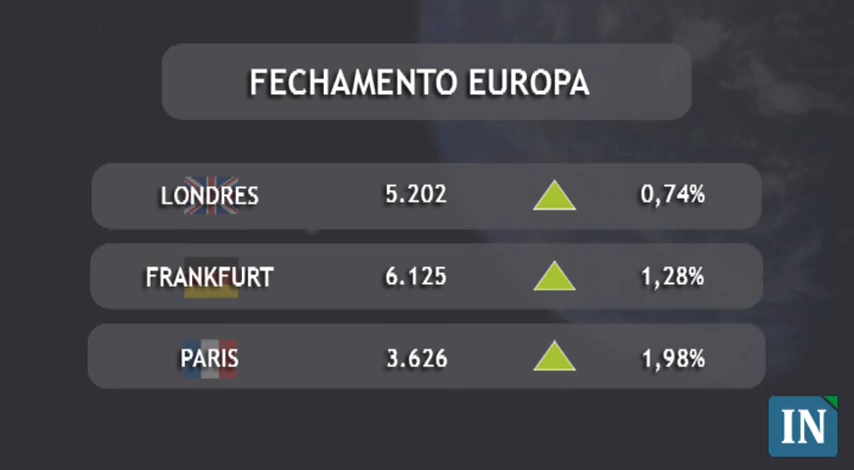 FECHAMENTO EUROPA
LONDRES 5.202 0,74%
FRANKFURT 6.125 1,28%
PARIS 3.626 1,98%
IN